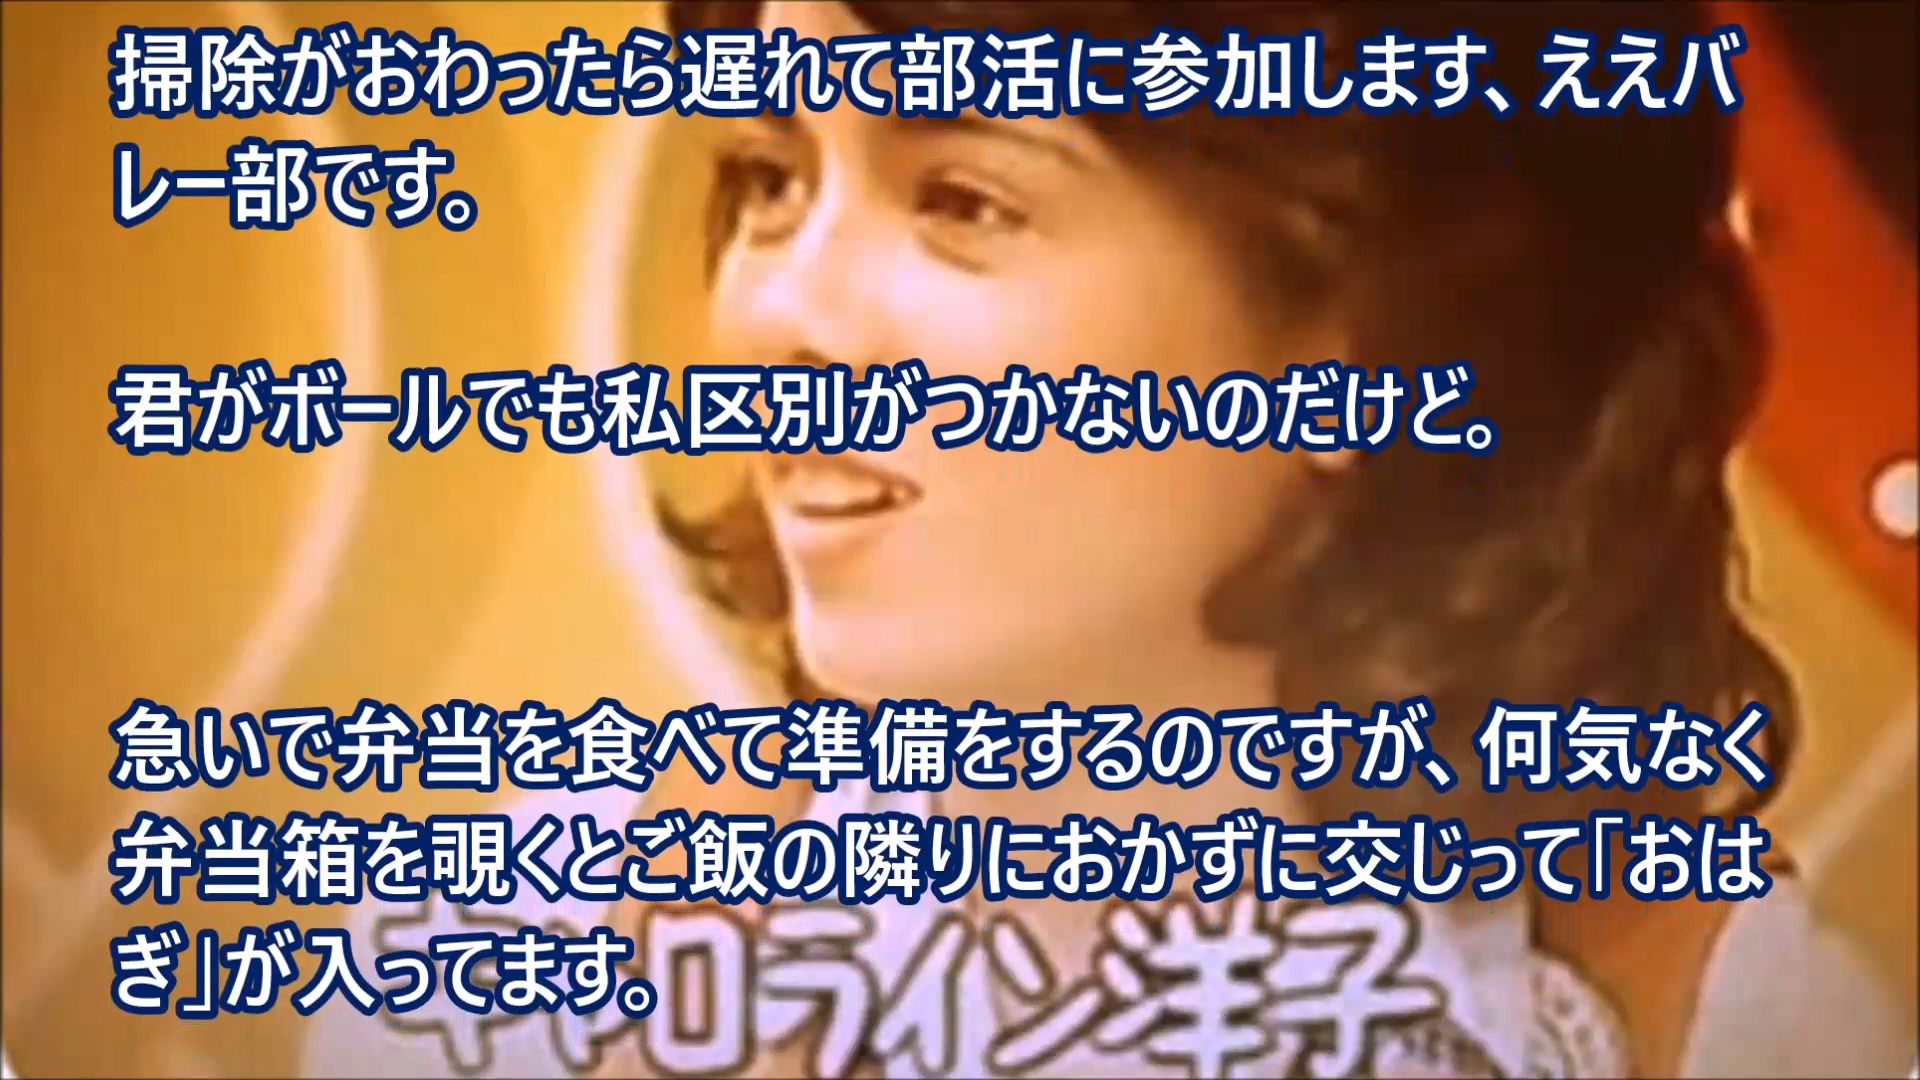 掃除がおわったら遅れて部活に参加します、ええバ
レー部です。
君がボールでも私区別がつかないのだけど。
急いで弁当を食べて準備をするのですが、何気なく
弁当箱を覗くとご飯の隣りにおかずに交じって「おは
ぎ」が入ってます。
キャロライン洋子